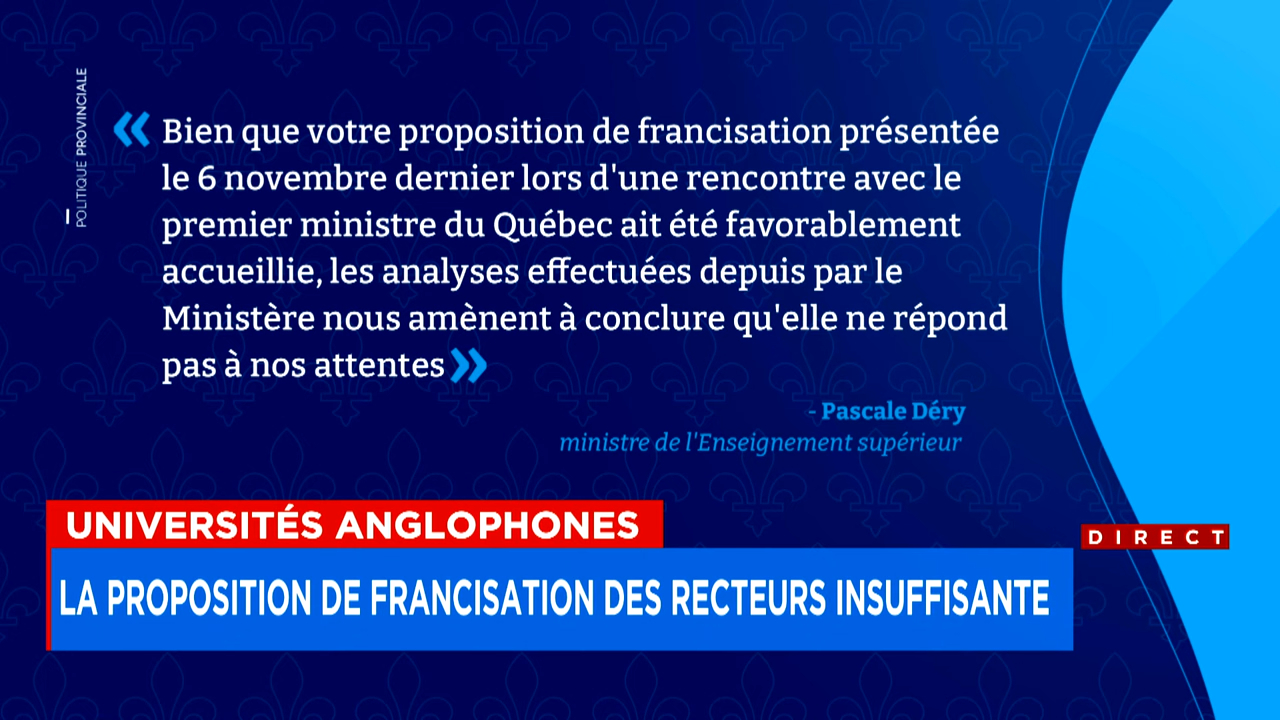 POLITIQUE PROVINCIALE
« Bien que votre proposition de francisation présentée
le 6 novembre dernier lors d'une rencontre avec le
premier ministre du Québec ait été favorablement
accueillie, les analyses effectuées depuis par le
Ministère nous amènent à conclure qu'elle ne répond
pas à nos attentes »
- Pascale Déry
ministre de l'Enseignement supérieur
UNIVERSITÉS ANGLOPHONES
DIRECT
LA PROPOSITION DE FRANCISATION DES RECTEURS INSUFFISANTE